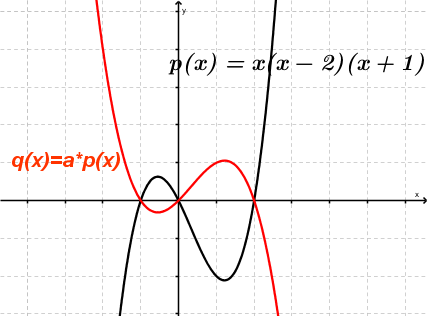 y
p(x) = x(x − 2)(x + 1)
q(x)=a*p(x)
x